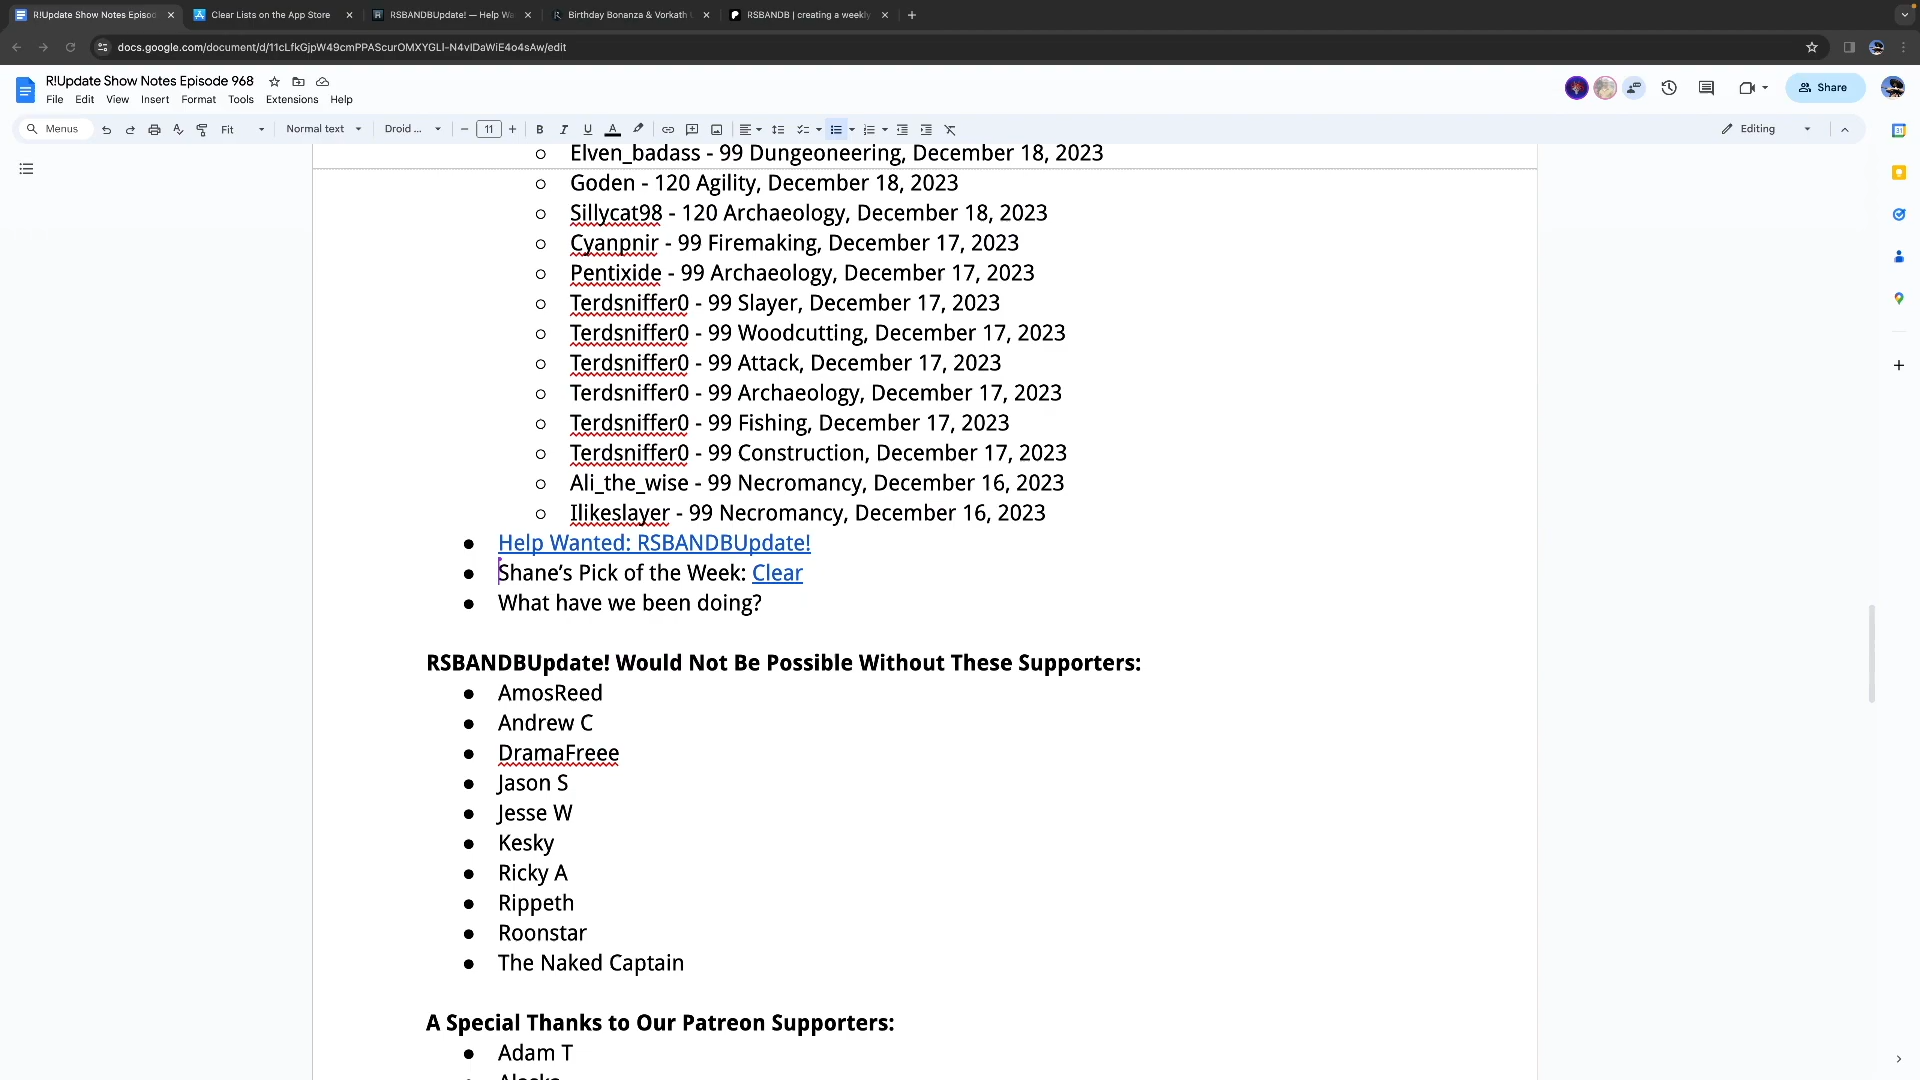 R!Update Show Notes Episod
Clear Lists on the App Store
RSBANDBUpdate! — Help Wa
Birthday Bonanza & Vorkath
RSBANDB | creating a weekly
docs.google.com/document/d/11cLfkGjpW49cmPPAScurOMXYGLI-N4vIDaWiE4o4sAw/edit
R!Update Show Notes Episode 968
Share
File Edit View Insert Format Tools Extensions Help
Menus Fit Normal text Droid ... 11 Editing
Elven_badass - 99 Dungeoneering, December 18, 2023
Goden - 120 Agility, December 18, 2023
Sillycat98 - 120 Archaeology, December 18, 2023
Cyanpnir - 99 Firemaking, December 17, 2023
Pentixide - 99 Archaeology, December 17, 2023
Terdsniffer0 - 99 Slayer, December 17, 2023
Terdsniffer0 - 99 Woodcutting, December 17, 2023
Terdsniffer0 - 99 Attack, December 17, 2023
Terdsniffer0 - 99 Archaeology, December 17, 2023
Terdsniffer0 - 99 Fishing, December 17, 2023
Terdsniffer0 - 99 Construction, December 17, 2023
Ali_the_wise - 99 Necromancy, December 16, 2023
Ilikeslayer - 99 Necromancy, December 16, 2023
Help Wanted: RSBANDBUpdate!
Shane’s Pick of the Week: Clear
What have we been doing?
RSBANDBUpdate! Would Not Be Possible Without These Supporters:
AmosReed
Andrew C
DramaFreee
Jason S
Jesse W
Kesky
Ricky A
Rippeth
Roonstar
The Naked Captain
A Special Thanks to Our Patreon Supporters:
Adam T